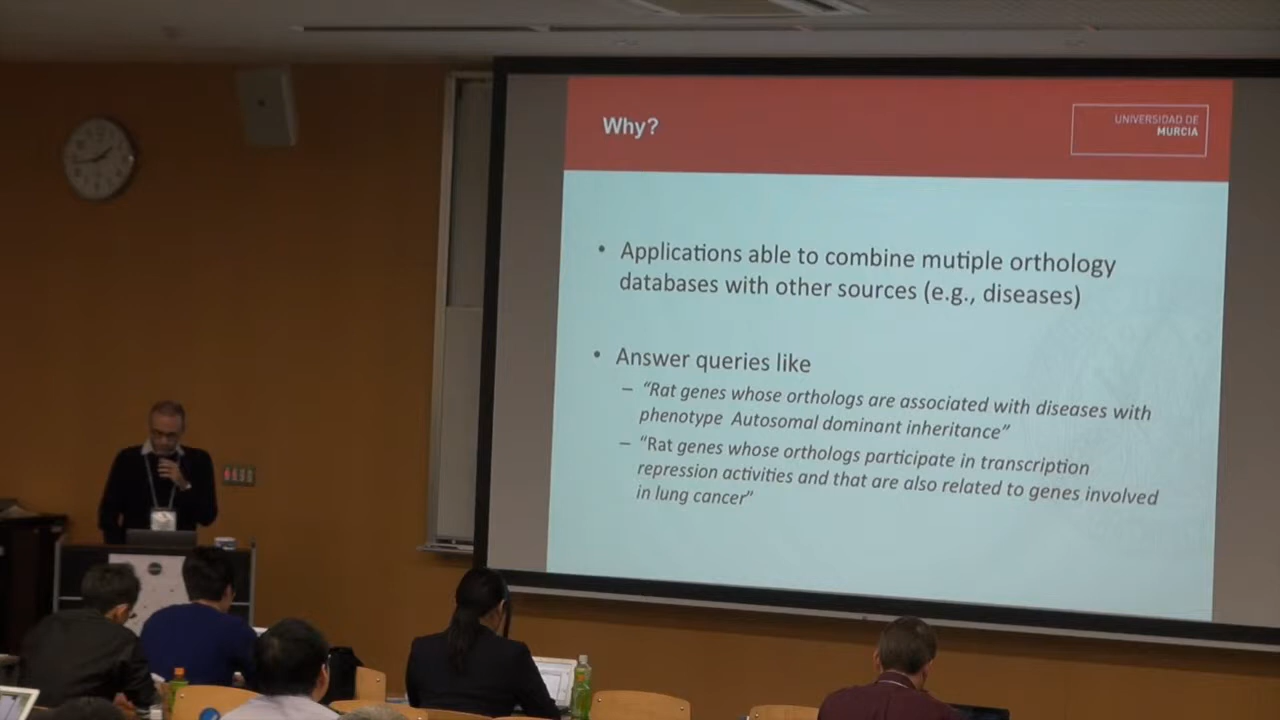 Why?
UNIVERSIDAD DE
MURCIA
• Applications able to combine mutiple orthology
databases with other sources (e.g., diseases)
• Answer queries like
– “Rat genes whose orthologs are associated with diseases with
phenotype Autosomal dominant inheritance”
– “Rat genes whose orthologs participate in transcription
repression activities and that are also related to genes involved
in lung cancer”